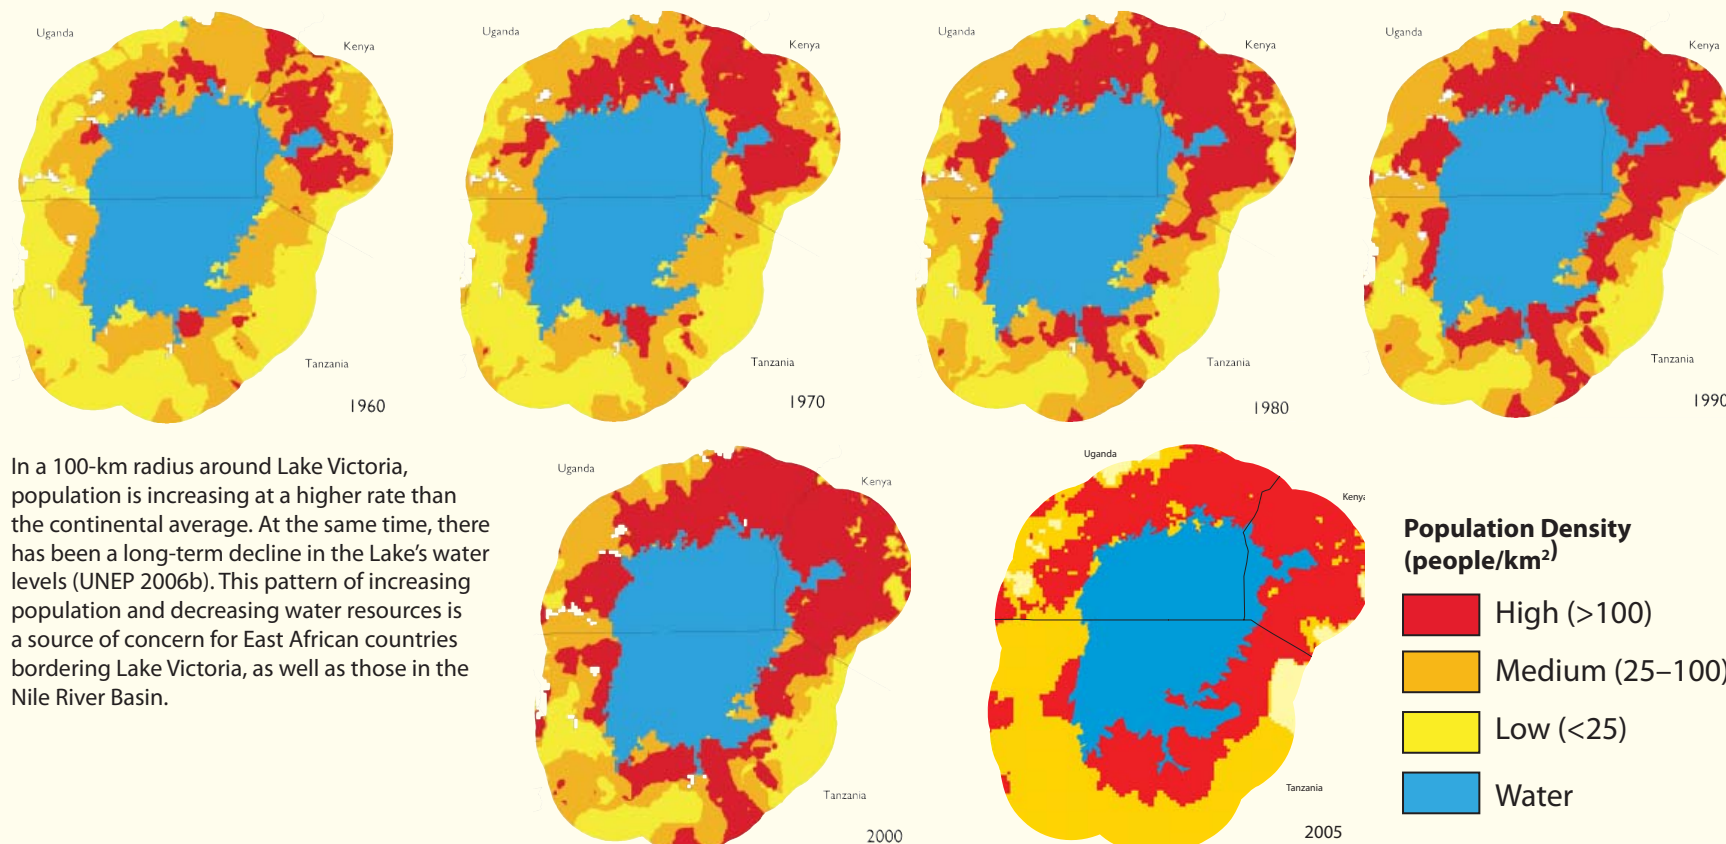 Uganda
Kenya
Tanzania
1960
Uganda
Kenya
Tanzania
1970
Uganda
Kenya
Tanzania
1980
Uganda
Kenya
Tanzania
1990
In a 100-km radius around Lake Victoria,
population is increasing at a higher rate than
the continental average. At the same time, there
has been a long-term decline in the Lake’s water
levels (UNEP 2006b). This pattern of increasing
population and decreasing water resources is
a source of concern for East African countries
bordering Lake Victoria, as well as those in the
Nile River Basin.
Uganda
Kenya
Tanzania
2000
Uganda
Kenya
Tanzania
2005
Population Density
(people/km²)
High (>100)
Medium (25–100)
Low (<25)
Water